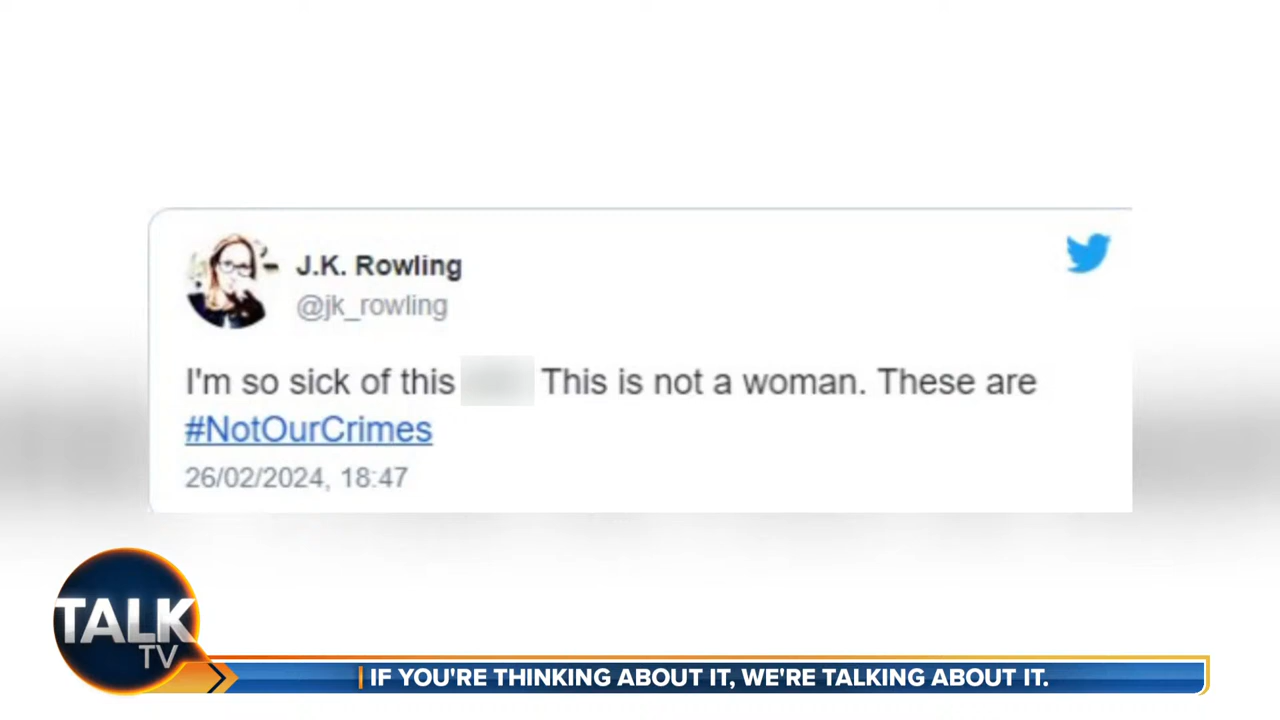 J.K. Rowling
@jk_rowling
I'm so sick of this This is not a woman. These are
#NotOurCrimes
26/02/2024, 18:47
TALK
TV
IF YOU'RE THINKING ABOUT IT, WE'RE TALKING ABOUT IT.